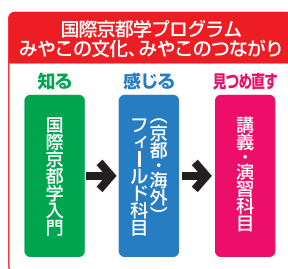 国際京都学プログラム
みやこの文化、みやこのつながり
知る
感じる
見つめ直す
国際京都学入門
(京都・海外)
フィールド科目
講義・演習科目